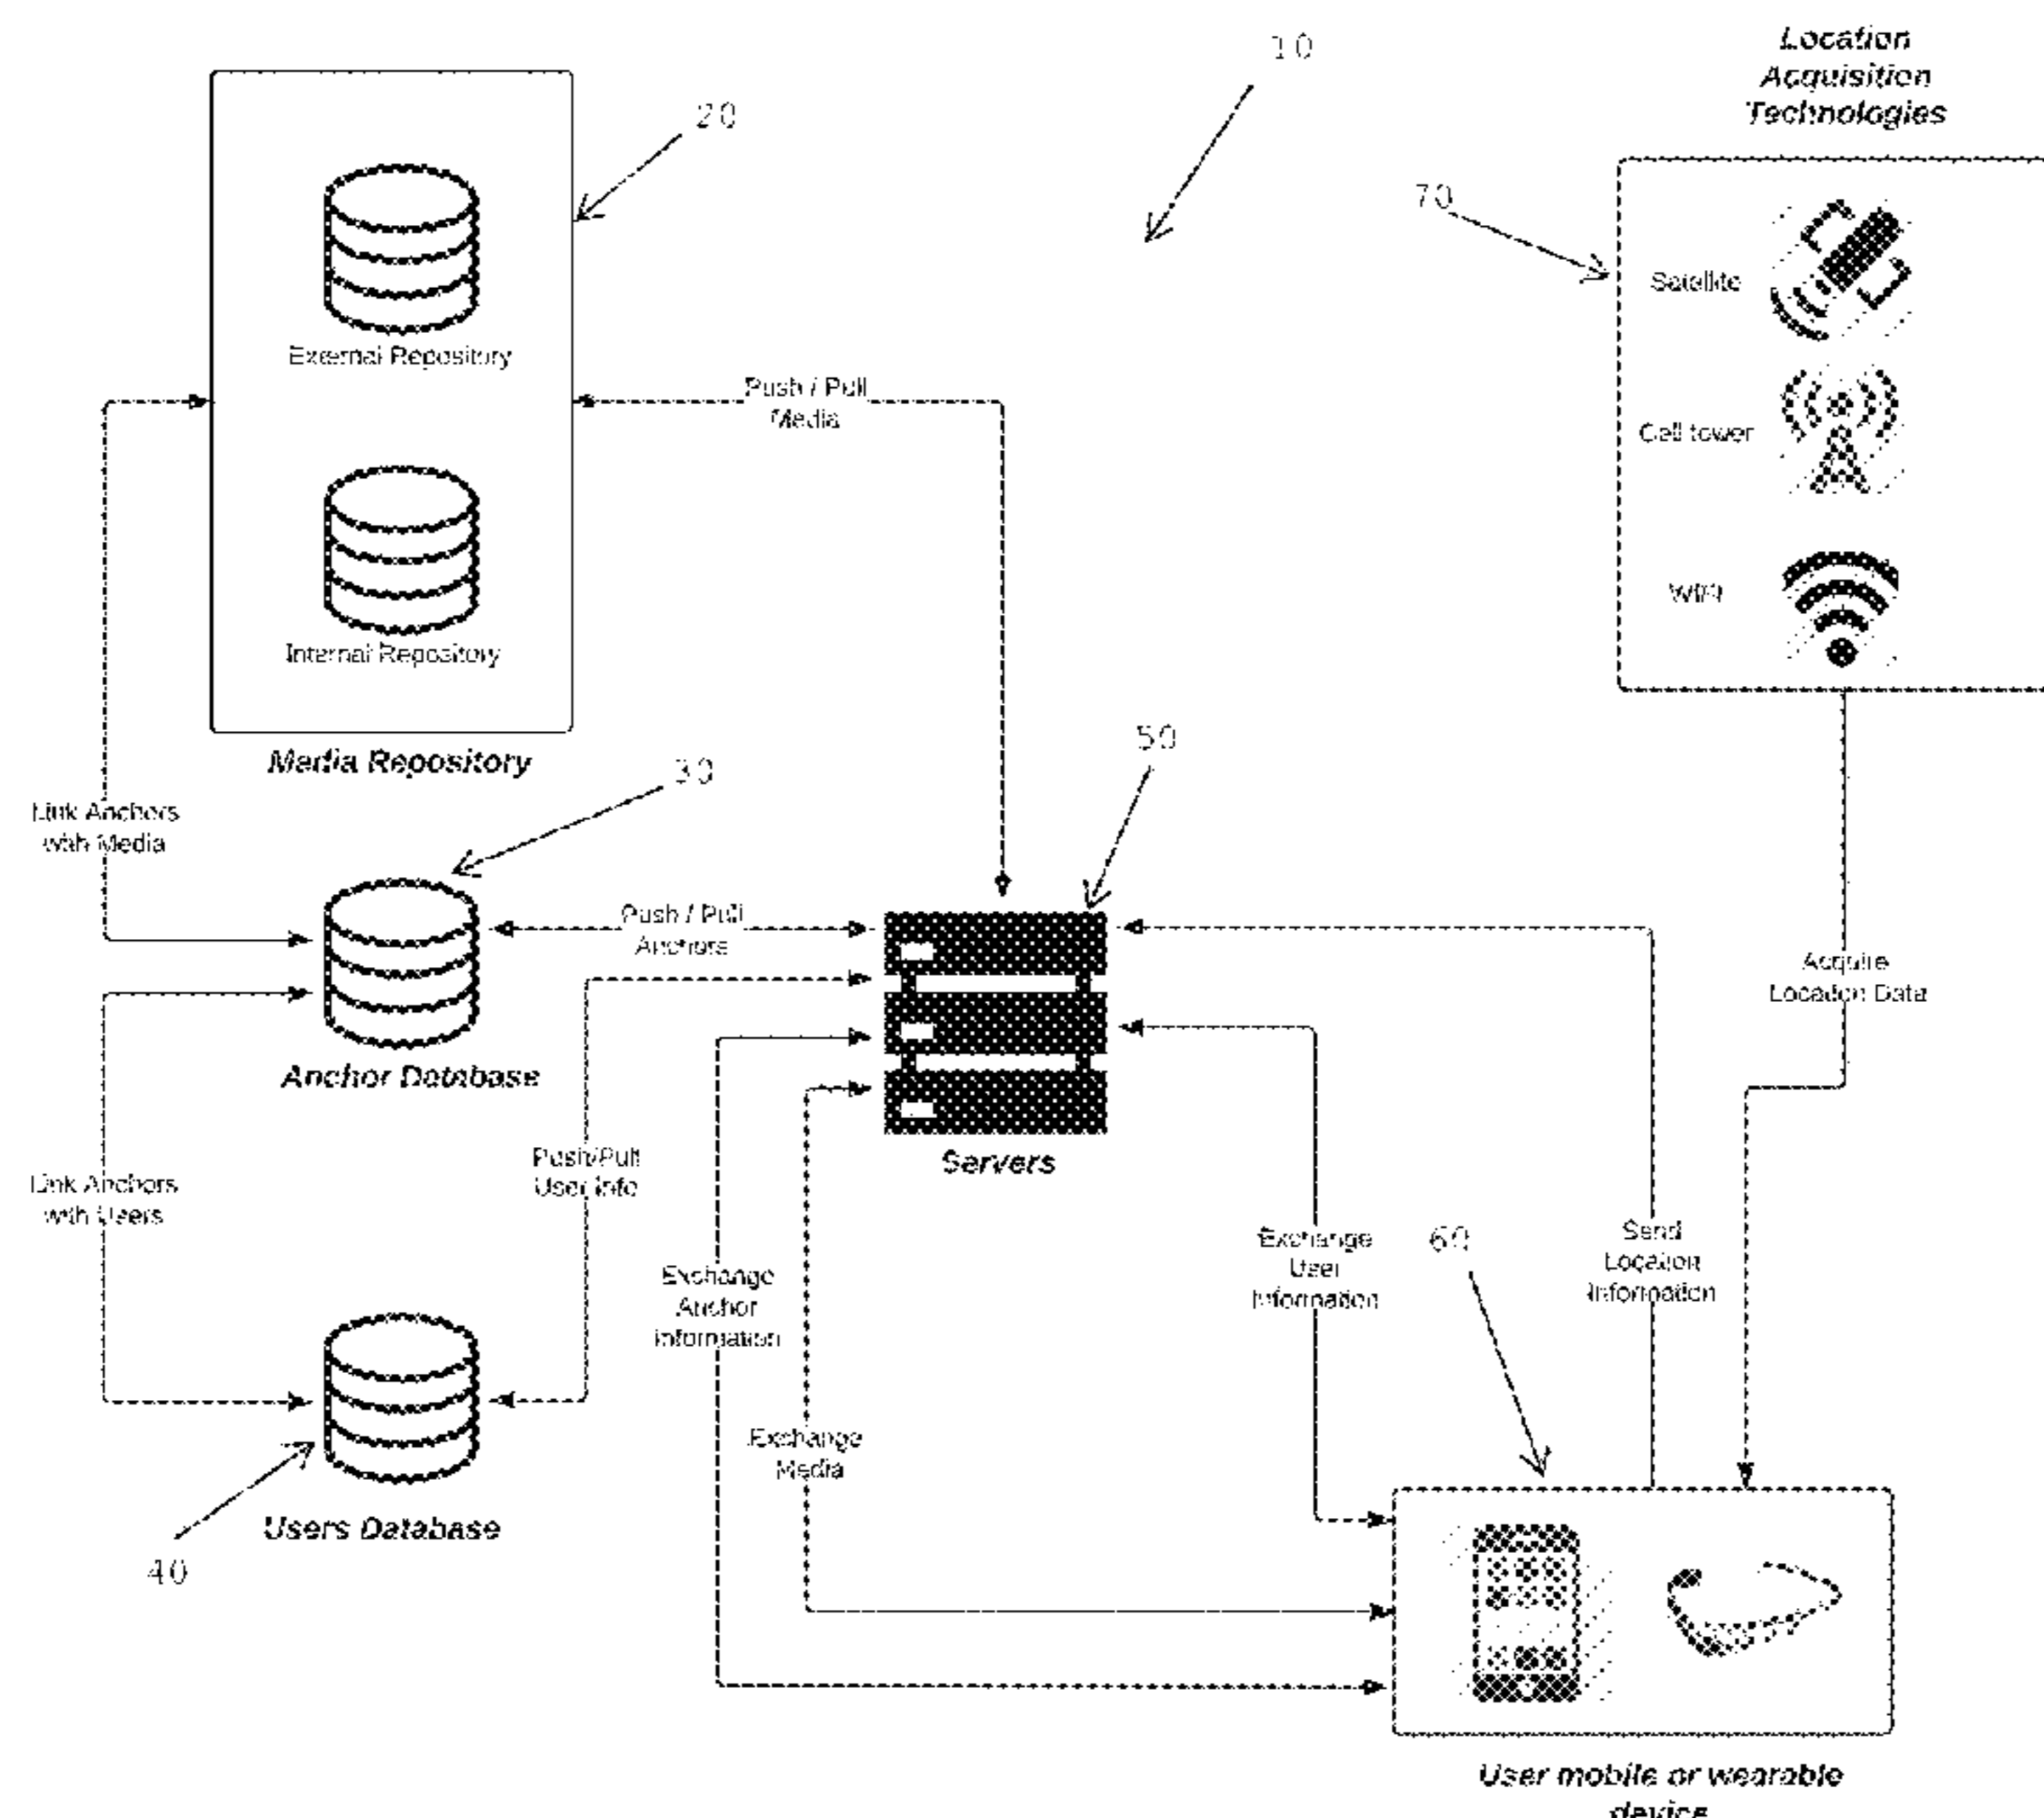 10
Location
Acquisition
Technologies
20
70
Satellite
External Repository
Push / Pull
Media
Cell tower
WIFI
Internal Repository
50
Media Repository
30
Link Anchors
with Media
Push / Pull
Anchors
Acquire
Location Data
Anchor Database
Servers
Push/Pull
User Info
Link Anchors
with Users
Exchange
User
Information
60
Send
Location
Information
Exchange
Anchor
Information
Exchange
Media
Users Database
40
User mobile or wearable
device